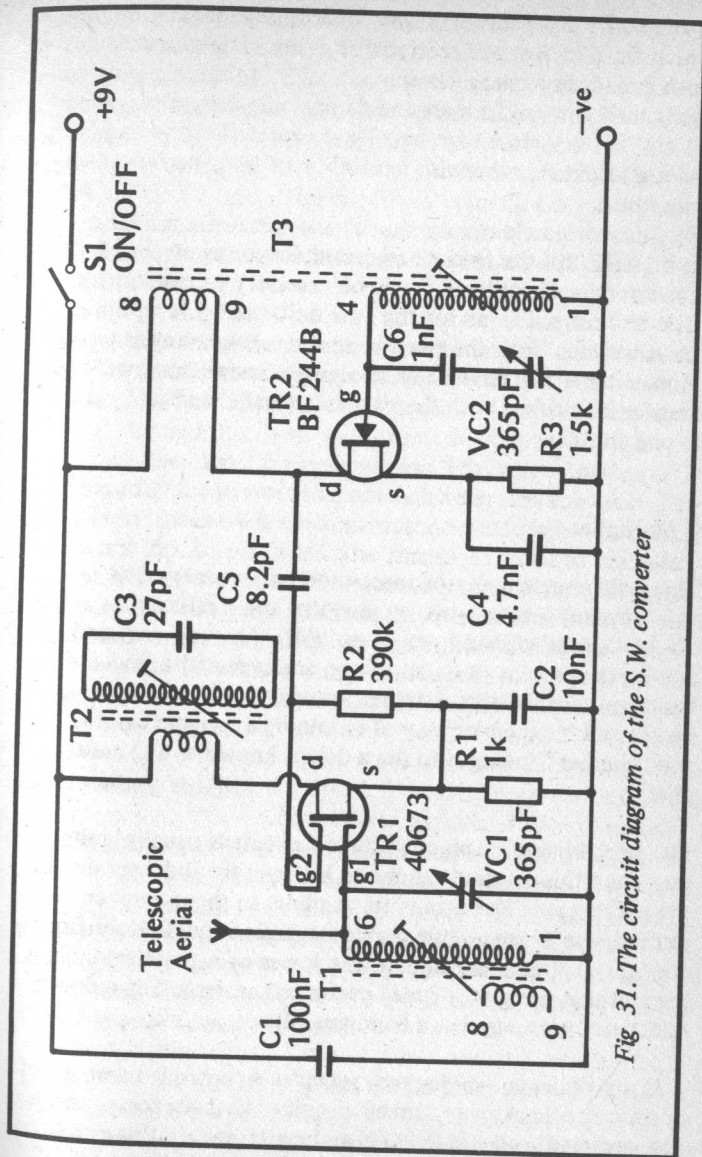 S1
ON/OFF
+9V
T2
C3
27pF
8
9
T3
Telescopic
Aerial
C5
8.2pF
TR2
BF244B
C1
100nF
T1
6
g2
g1
d
s
TR1
40673
R2
390k
d
g
s
4
C6
1nF
8
9
VC1
365pF
R1
1k
C2
10nF
C4
4.7nF
VC2
365pF
R3
1.5k
1
−ve
Fig 31. The circuit diagram of the S.W. converter